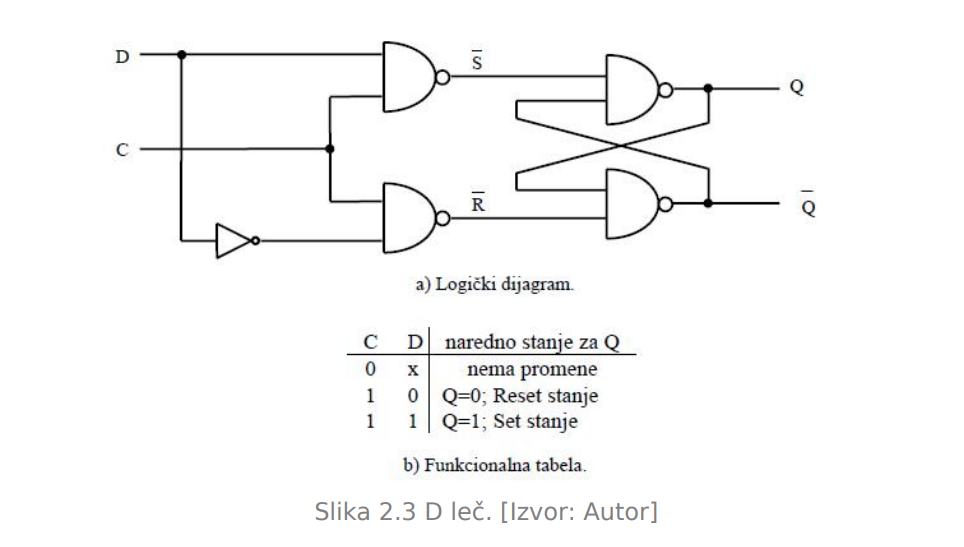 D
S̅
Q
C
R̅
Q̅
a) Logički dijagram.
C D naredno stanje za Q
0 x nema promene
1 0 Q=0; Reset stanje
1 1 Q=1; Set stanje
b) Funkcionalna tabela.
Slika 2.3 D leč. [Izvor: Autor]